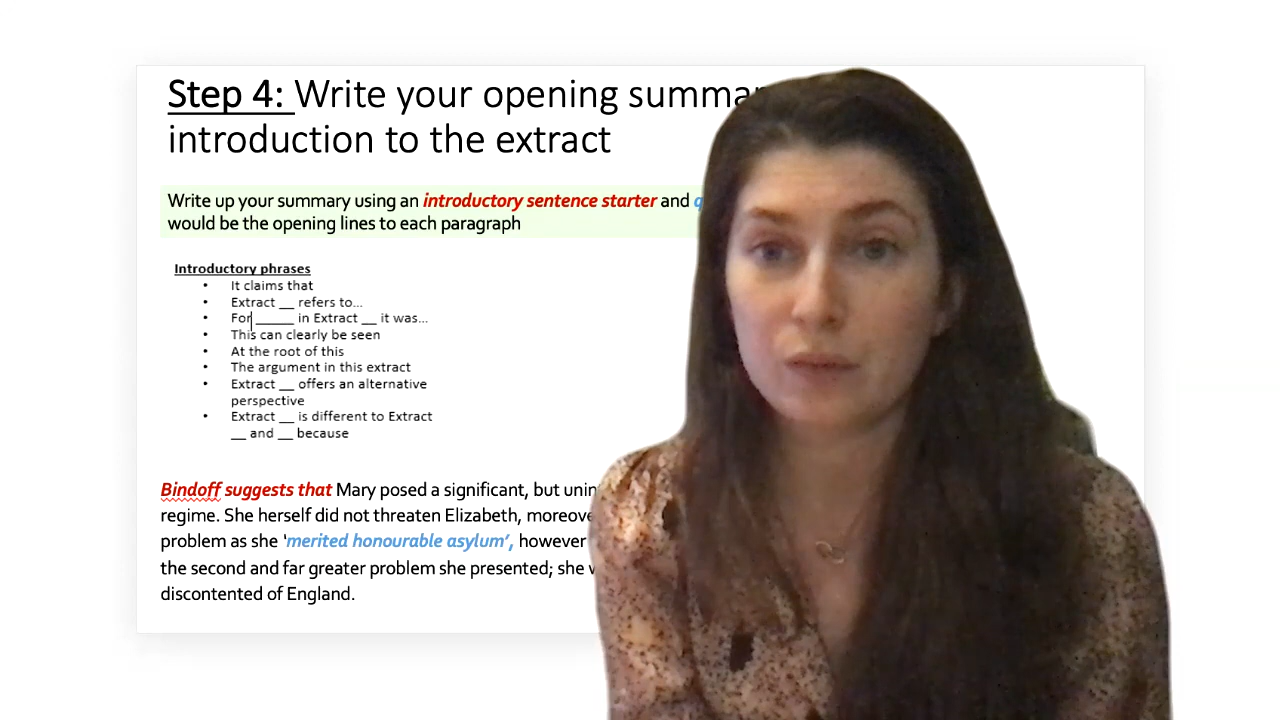 Step 4: Write your opening summar
introduction to the extract
Write up your summary using an introductory sentence starter and
would be the opening lines to each paragraph
Introductory phrases
• It claims that
• Extract __ refers to...
• For _____ in Extract __ it was...
• This can clearly be seen
• At the root of this
• The argument in this extract
• Extract __ offers an alternative
perspective
• Extract __ is different to Extract
__ and __ because
Bindoff suggests that Mary posed a significant, but
regime. She herself did not threaten Elizabeth,
problem as she 'merited honourable asylum', however
the second and far greater problem she presented; she
discontented of England.